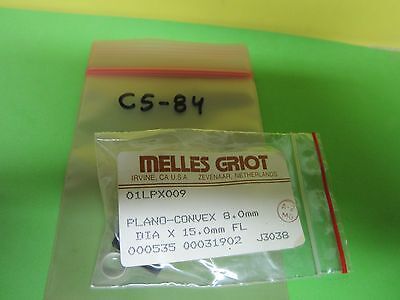 C5-84
MELLES GRIOT
IRVINE, CA U.S.A. ZEVENAAR, NETHERLANDS
01LPX009
PLANO-CONVEX 8.0mm
DIA X 15.0mm FL
000535 00031902 J3038